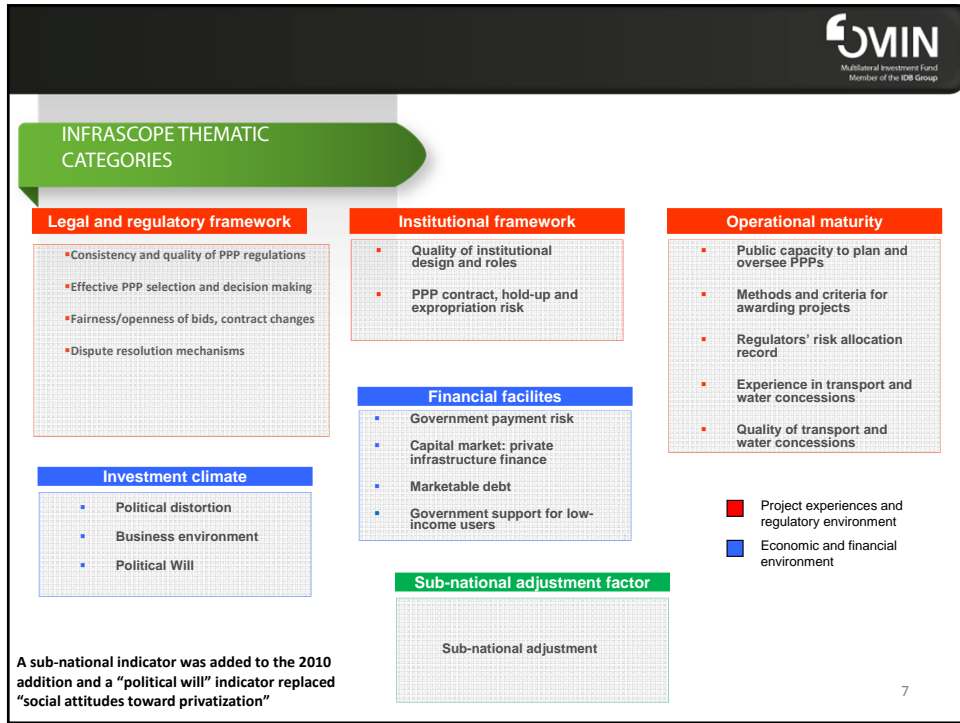 OMIN
Multilateral Investment Fund
Member of the IDB Group
INFRASCOPE THEMATIC
CATEGORIES
Legal and regulatory framework
▪Consistency and quality of PPP regulations
▪Effective PPP selection and decision making
▪Fairness/openness of bids, contract changes
▪Dispute resolution mechanisms
Institutional framework
▪ Quality of institutional
design and roles
▪ PPP contract, hold-up and
expropriation risk
Operational maturity
▪ Public capacity to plan and
oversee PPPs
▪ Methods and criteria for
awarding projects
▪ Regulators’ risk allocation
record
▪ Experience in transport and
water concessions
▪ Quality of transport and
water concessions
Financial facilites
▪ Government payment risk
▪ Capital market: private
infrastructure finance
▪ Marketable debt
▪ Government support for low-
income users
Investment climate
▪ Political distortion
▪ Business environment
▪ Political Will
Project experiences and
regulatory environment
Economic and financial
environment
Sub-national adjustment factor
Sub-national adjustment
A sub-national indicator was added to the 2010
addition and a “political will” indicator replaced
“social attitudes toward privatization”
7